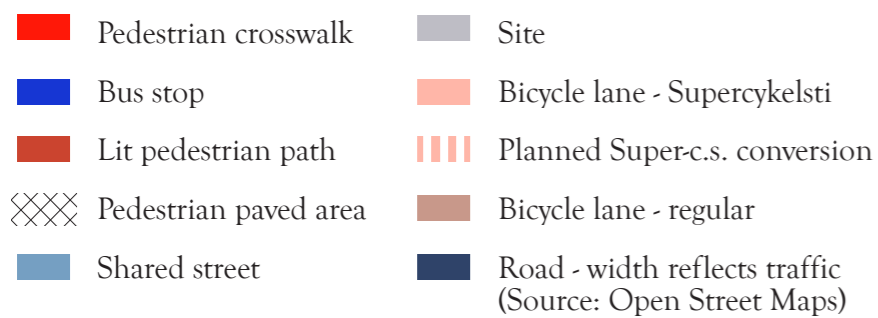 Pedestrian crosswalk
Bus stop
Lit pedestrian path
Pedestrian paved area
Shared street
Site
Bicycle lane - Supercykelsti
Planned Super-c.s. conversion
Bicycle lane - regular
Road - width reflects traffic
(Source: Open Street Maps)